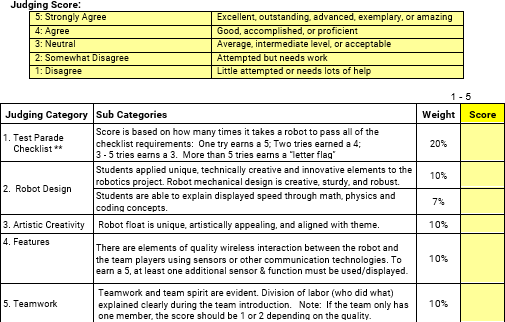 Judging Score:
5: Strongly Agree Excellent, outstanding, advanced, exemplary, or amazing
4: Agree Good, accomplished, or proficient
3: Neutral Average, intermediate level, or acceptable
2: Somewhat Disagree Attempted but needs work
1: Disagree Little attempted or needs lots of help
1 - 5
Judging Category Sub Categories Weight Score
1. Test Parade Checklist ** Score is based on how many times it takes a robot to pass all of the
checklist requirements: One try earns a 5; Two tries earned a 4;
3 - 5 tries earns a 3. More than 5 tries earns a "letter flag" 20%
2. Robot Design Students applied unique, technically creative and innovative elements to the
robotics project. Robot mechanical design is creative, sturdy, and robust. 10%
Students are able to explain displayed speed through math, physics and
coding concepts. 7%
3. Artistic Creativity Robot float is unique, artistically appealing, and aligned with theme. 10%
4. Features There are elements of quality wireless interaction between the robot and
the team players using sensors or other communication technologies. To
earn a 5, at least one additional sensor & function must be used/displayed. 10%
5. Teamwork Teamwork and team spirit are evident. Division of labor (who did what)
explained clearly during the team introduction. Note: If the team only has
one member, the score should be 1 or 2 depending on the quality. 10%